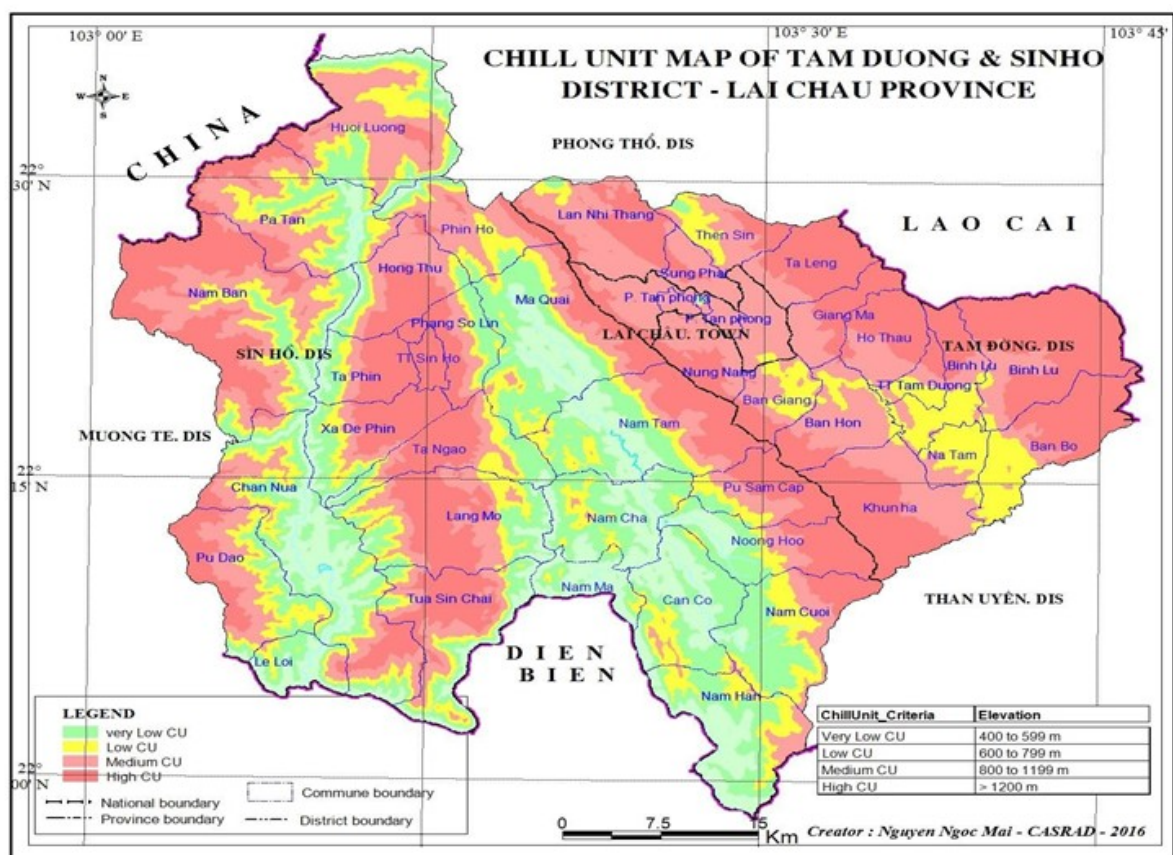 103° 00' E
103° 30' E
103° 45'
CHILL UNIT MAP OF TAM DUONG & SINHO
DISTRICT - LAI CHAU PROVINCE
N
W
E
S
CHINA
PHONG THỔ. DIS
LAO CAI
22°
30' N
Huoi Luong
Pa Tan
Phin Ho
Lan Nhi Thang
Then Sin
Sung Phai
Ta Leng
Hong Thu
Nam Ban
Ma Quai
P. Tan phong
P. Tan phong
Giang Ma
Phang So Lin
LAI CHÂU. TOWN
Ho Thau
TAM ĐỒNG. DIS
SÌN HỒ. DIS
TT Sin Ho
Binh Lu
Binh Lu
Ta Phin
Nung Nang
TT Tam Duong
Ban Giang
MUONG TE. DIS
Xa De Phin
Nam Tam
Ban Hon
Ta Ngao
Na Tam
Ban Bo
22°
15' N
Chan Nua
Pu Sam Cap
Lang Mo
Nam Cha
Khun ha
Pu Dao
Noong Hoo
Nam Ma
Tua Sin Chai
Can Co
Nam Cuoi
THAN UYÊN. DIS
DIEN
BIEN
Le Loi
Nam Han
22°
00' N
LEGEND
very Low CU
Low CU
Medium CU
High CU
National boundary
Province boundary
Commune boundary
District boundary
ChillUnit_Criteria Elevation
Very Low CU 400 to 599 m
Low CU 600 to 799 m
Medium CU 800 to 1199 m
High CU > 1200 m
0 7.5 15
Km
Creator : Nguyen Ngoc Mai - CASRAD - 2016